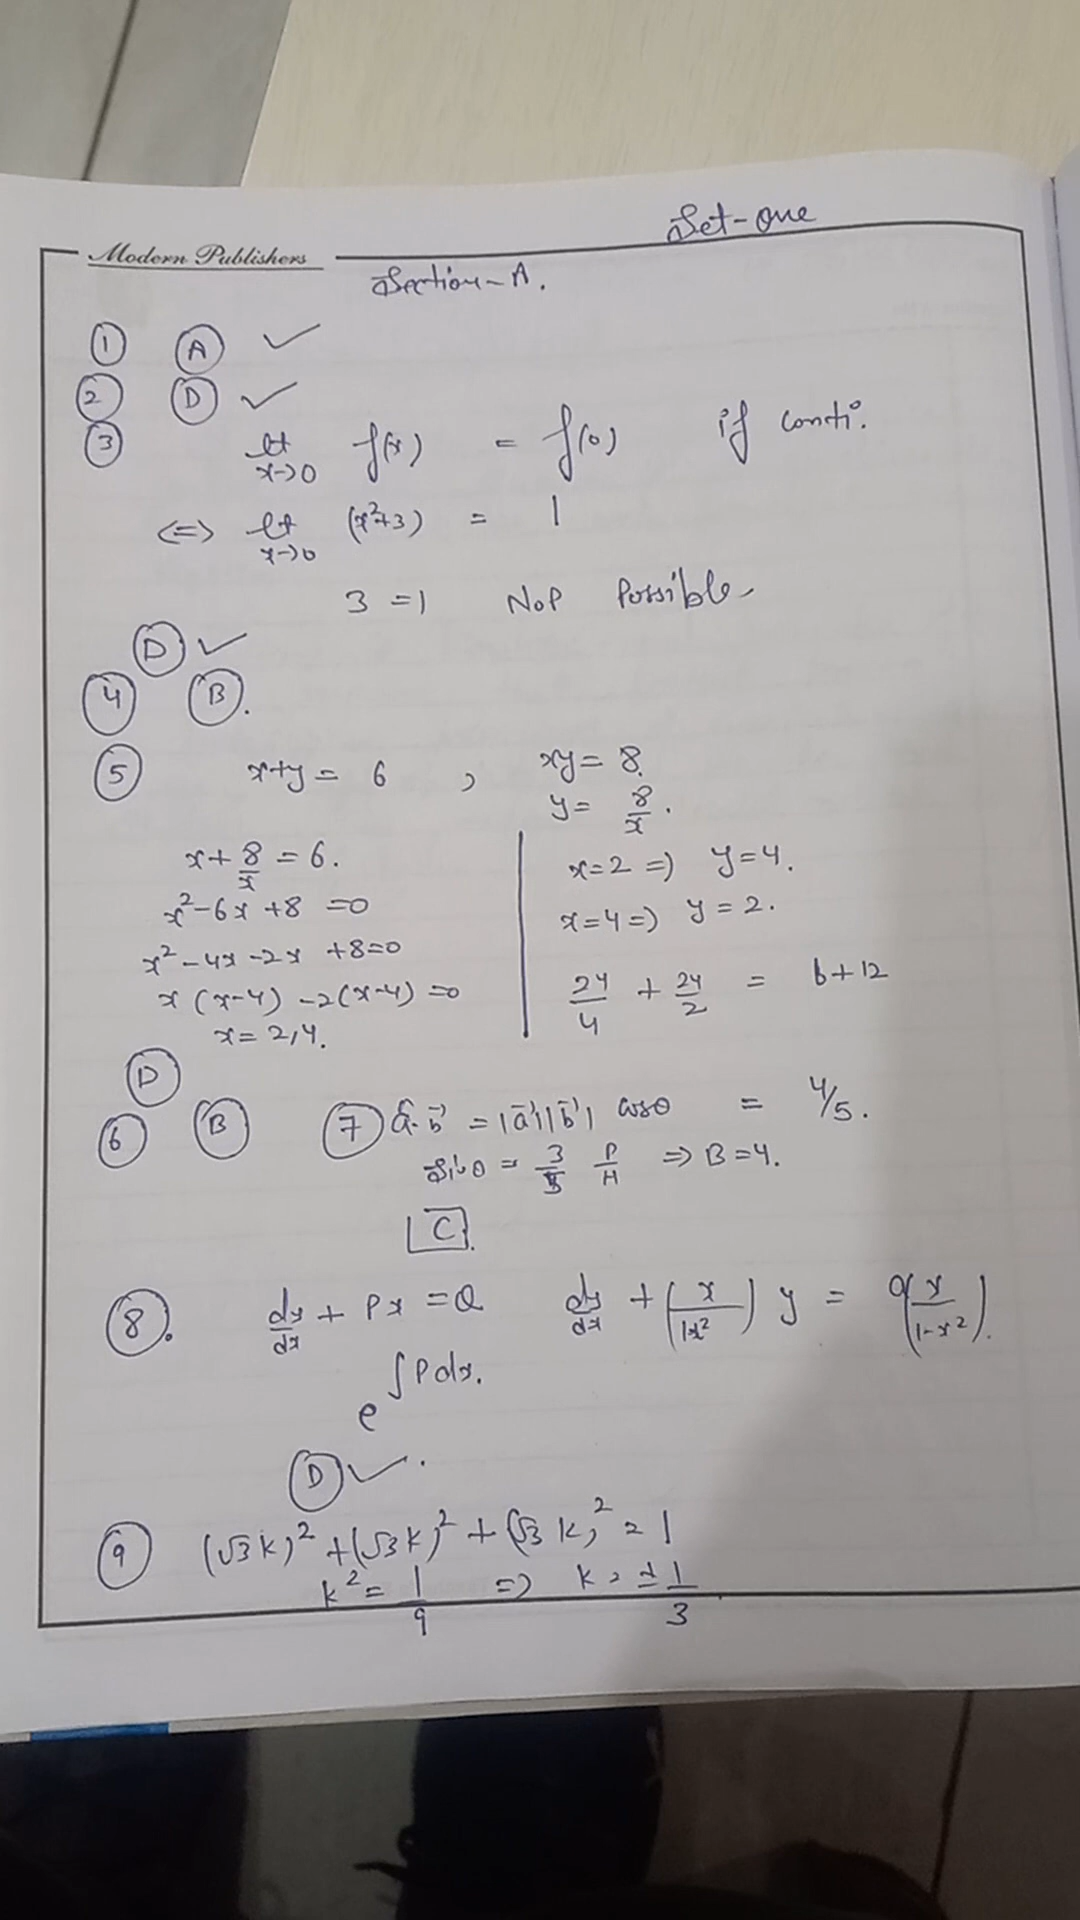 Set-one
Modern Publishers
Section-A.
① Ⓐ ✓
② Ⓓ ✓
③ lt x→0 f(x) = f(0) if conti.
<=> lt x→0 (x²+3) = 1
3 = 1 Not Possible
Ⓓ ✓
④ Ⓑ.
⑤ x+y = 6 , xy = 8.
y = 8/x .
x + 8/x = 6.
x²-6x+8 = 0
x²-4x-2x+8=0
x(x-4) -2(x-4) = 0
x = 2,4.
x=2 => y=4.
x=4 => y=2.
24/4 + 24/2 = 6+12
Ⓓ
⑥ Ⓑ
⑦ a.b = |a||b| cosθ = 4/5.
Sinθ = 3/5 P/H => B=4.
C.
⑧. dy/dx + Px = Q dy/dx + (x/1-x²) y = a(x/1-x²).
e^∫Pdx.
Ⓓ ✓.
⑨ (√3k)² + (√3k)² + (√3k)² = 1
k² = 1/9 => k = ±1/3